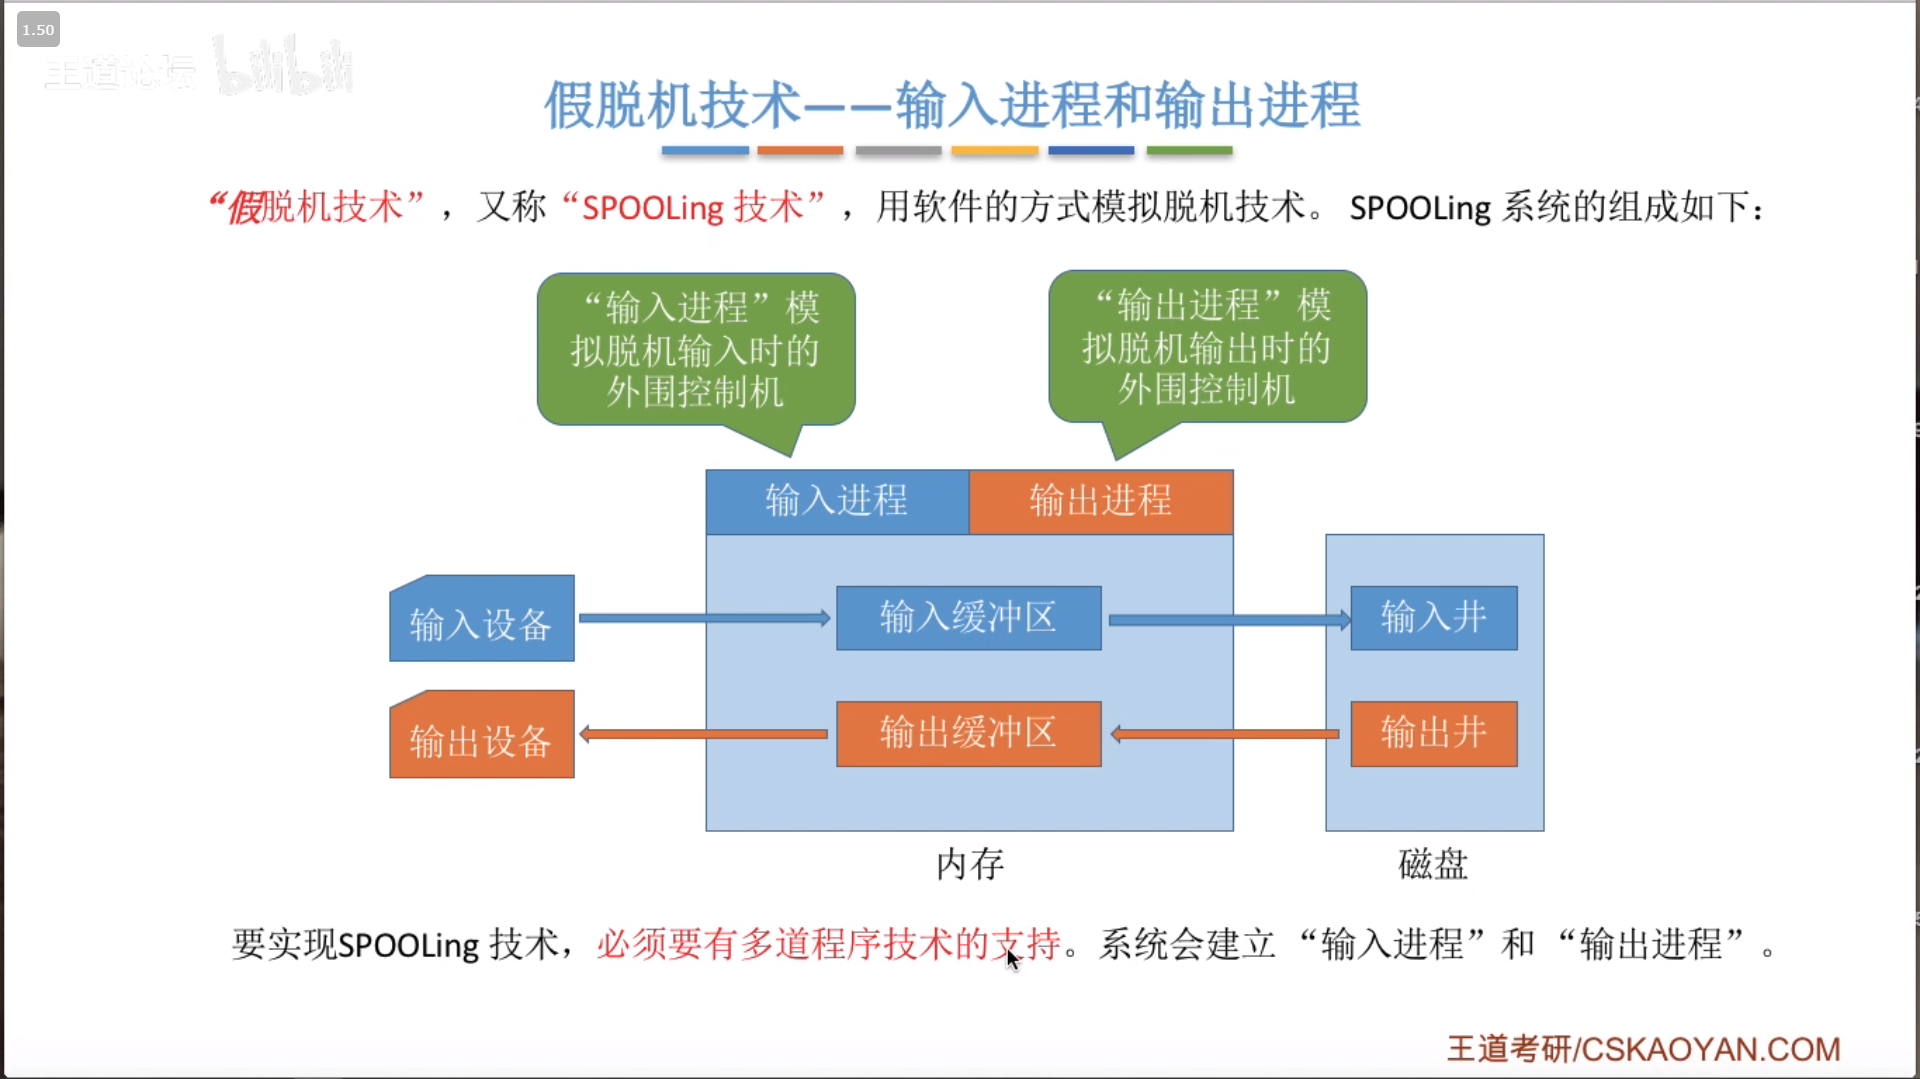 1.50
王道论坛 bilibili
假脱机技术——输入进程和输出进程
“假脱机技术”，又称“SPOOLing 技术”，用软件的方式模拟脱机技术。SPOOLing 系统的组成如下：
“输入进程”模
拟脱机输入时的
外围控制机
“输出进程”模
拟脱机输出时的
外围控制机
输入进程
输出进程
输入设备
输入缓冲区
输入井
输出设备
输出缓冲区
输出井
内存
磁盘
要实现SPOOLing 技术，必须要有多道程序技术的支持。系统会建立“输入进程”和“输出进程”。
王道考研/CSKAOYAN.COM